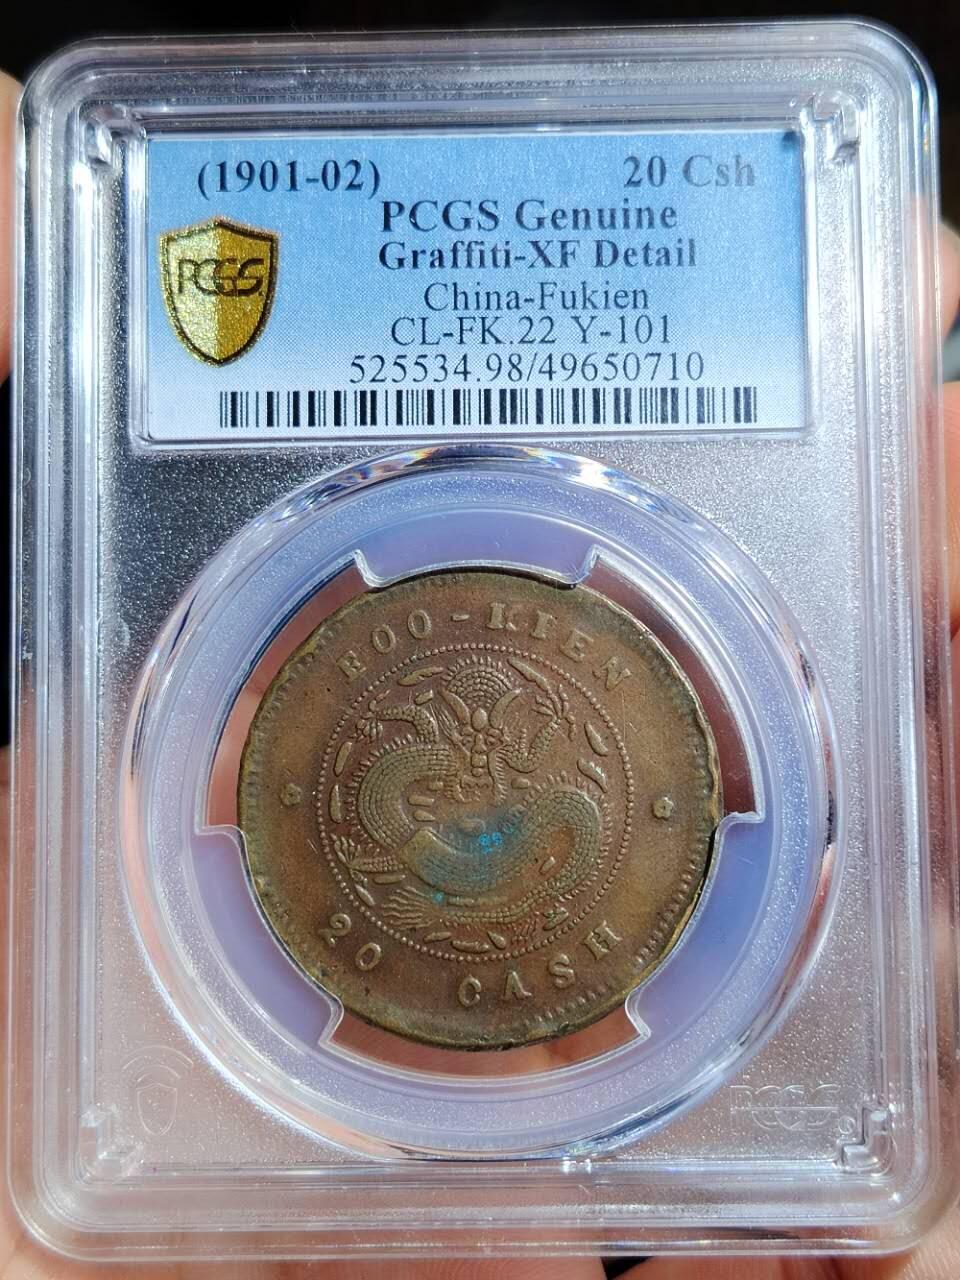 (1901-02) 20 Csh
PCGS Genuine
Graffiti-XF Detail
China-Fukien
CL-FK.22 Y-101
525534.98/49650710
PCGS
FOO-KIEN
20 CASH
PCGS